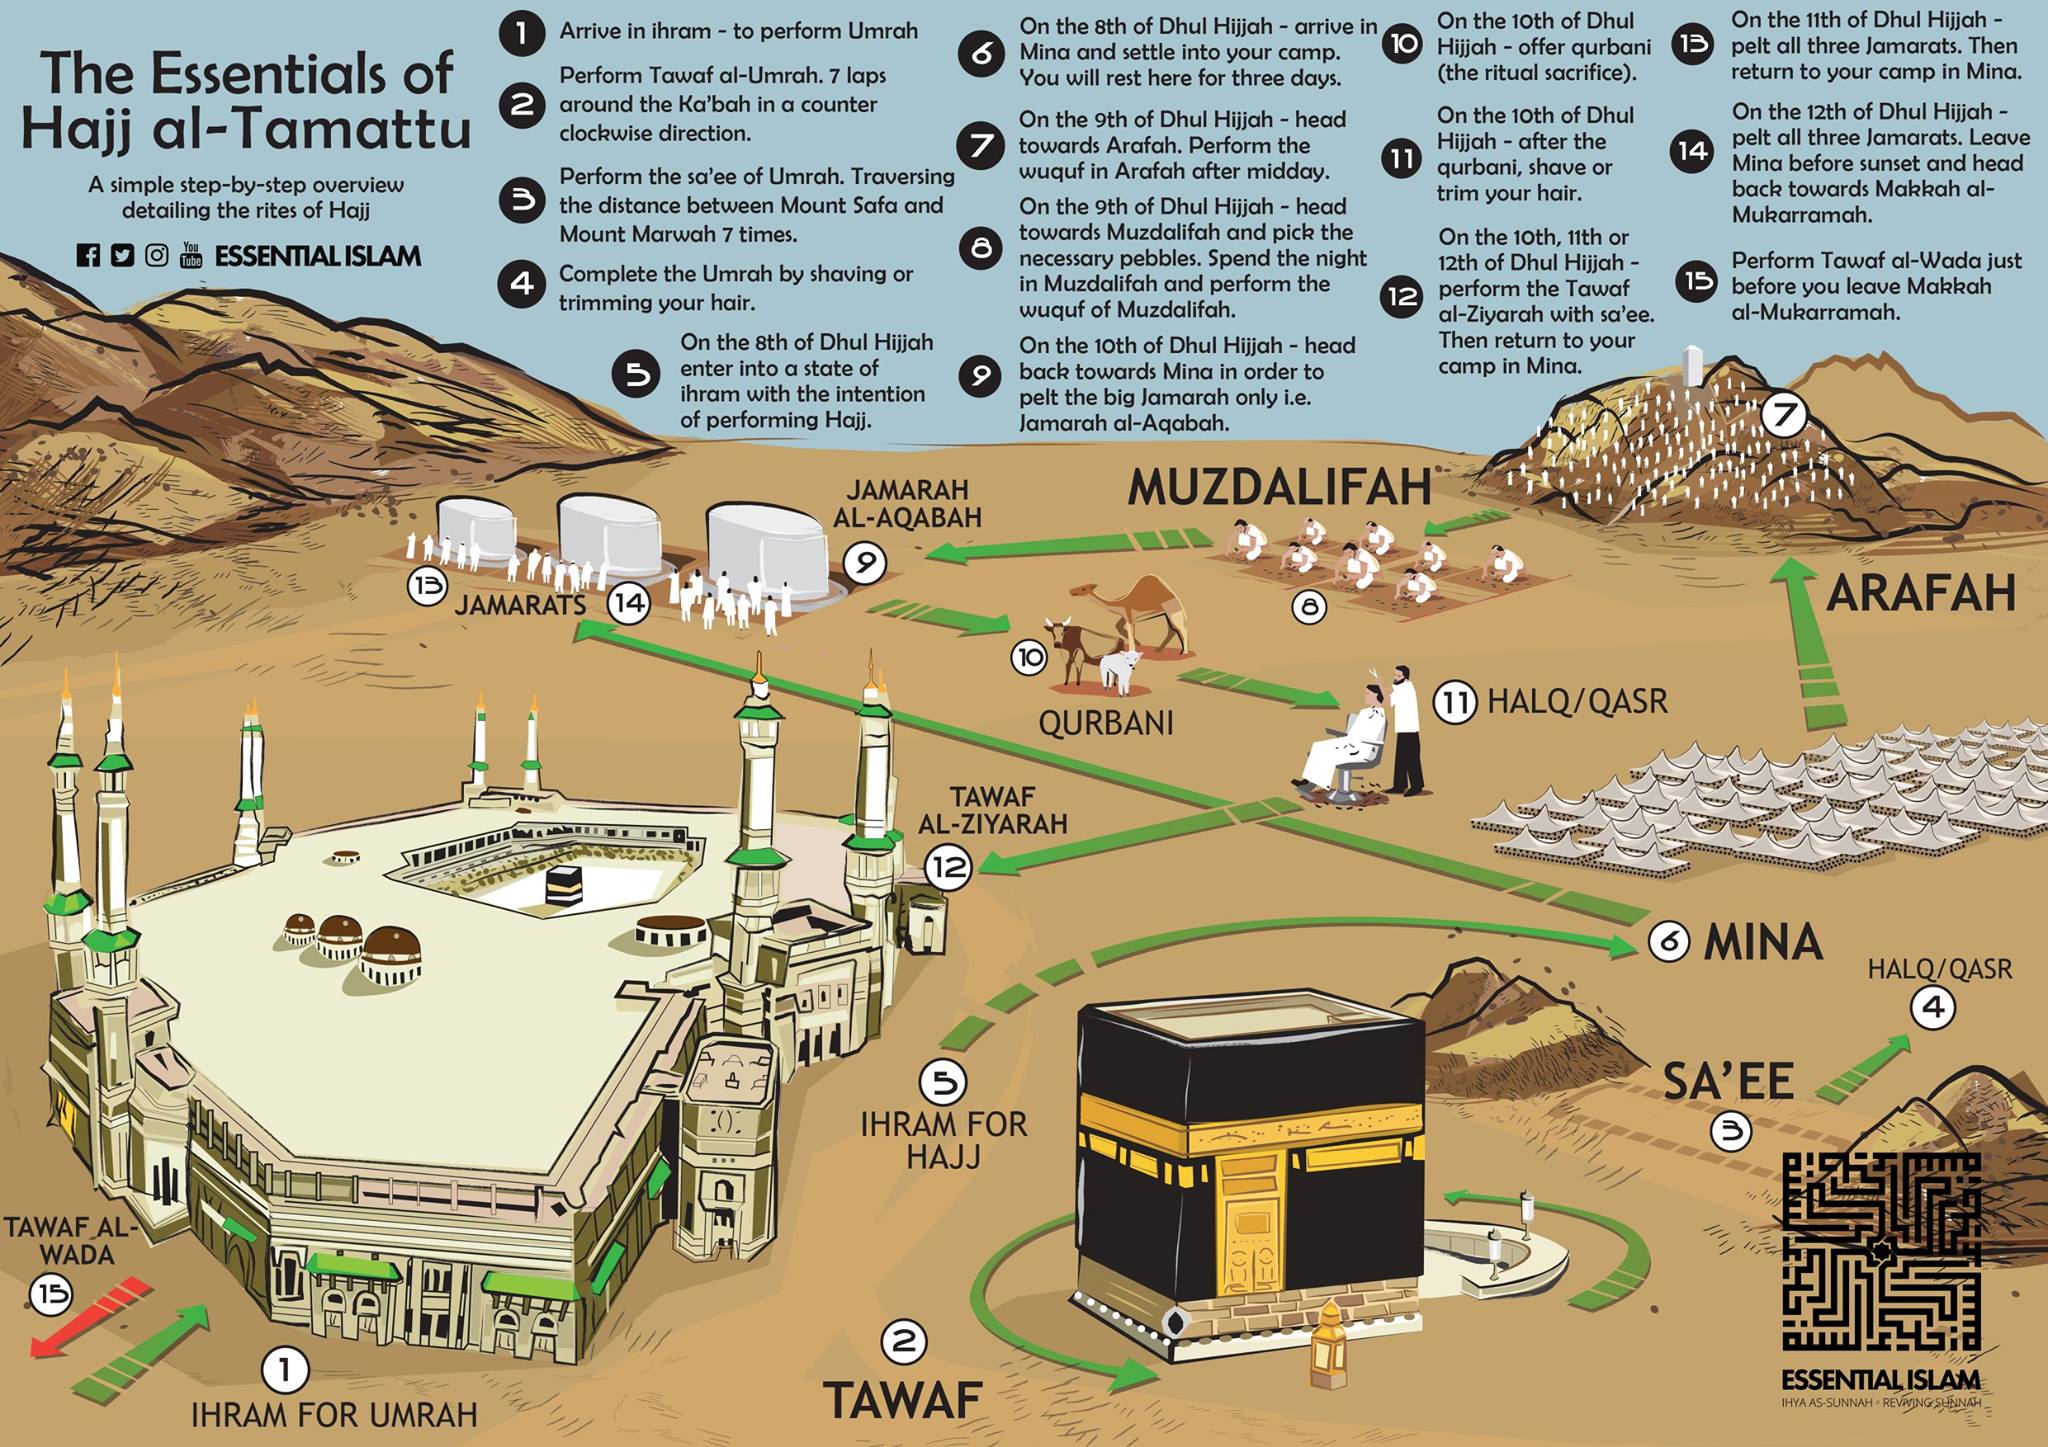 The Essentials of
Hajj al-Tamattu
A simple step-by-step overview
detailing the rites of Hajj
You
Tube
ESSENTIAL ISLAM
1
Arrive in ihram - to perform Umrah
2
Perform Tawaf al-Umrah. 7 laps
around the Ka'bah in a counter
clockwise direction.
3
Perform the sa'ee of Umrah. Traversing
the distance between Mount Safa and
Mount Marwah 7 times.
4
Complete the Umrah by shaving or
trimming your hair.
5
On the 8th of Dhul Hijjah
enter into a state of
ihram with the intention
of performing Hajj.
6
On the 8th of Dhul Hijjah - arrive in
Mina and settle into your camp.
You will rest here for three days.
7
On the 9th of Dhul Hijjah - head
towards Arafah. Perform the
wuquf in Arafah after midday.
8
On the 9th of Dhul Hijjah - head
towards Muzdalifah and pick the
necessary pebbles. Spend the night
in Muzdalifah and perform the
wuquf of Muzdalifah.
9
On the 10th of Dhul Hijjah - head
back towards Mina in order to
pelt the big Jamarah only i.e.
Jamarah al-Aqabah.
10
On the 10th of Dhul
Hijjah - offer qurbani
(the ritual sacrifice).
11
On the 10th of Dhul
Hijjah - after the
qurbani, shave or
trim your hair.
12
On the 10th, 11th or
12th of Dhul Hijjah -
perform the Tawaf
al-Ziyarah with sa'ee.
Then return to your
camp in Mina.
13
On the 11th of Dhul Hijjah -
pelt all three Jamarats. Then
return to your camp in Mina.
14
On the 12th of Dhul Hijjah -
pelt all three Jamarats. Leave
Mina before sunset and head
back towards Makkah al-
Mukarramah.
15
Perform Tawaf al-Wada just
before you leave Makkah
al-Mukarramah.
7
ARAFAH
MUZDALIFAH
8
JAMARAH
AL-AQABAH
9
13
JAMARATS
14
10
QURBANI
11
HALQ/QASR
TAWAF
AL-ZIYARAH
12
6
MINA
HALQ/QASR
4
SA'EE
3
5
IHRAM FOR
HAJJ
TAWAF AL-
WADA
15
1
IHRAM FOR UMRAH
2
TAWAF
ESSENTIAL ISLAM
IHYA AS-SUNNAH // REVIVING SUNNAH